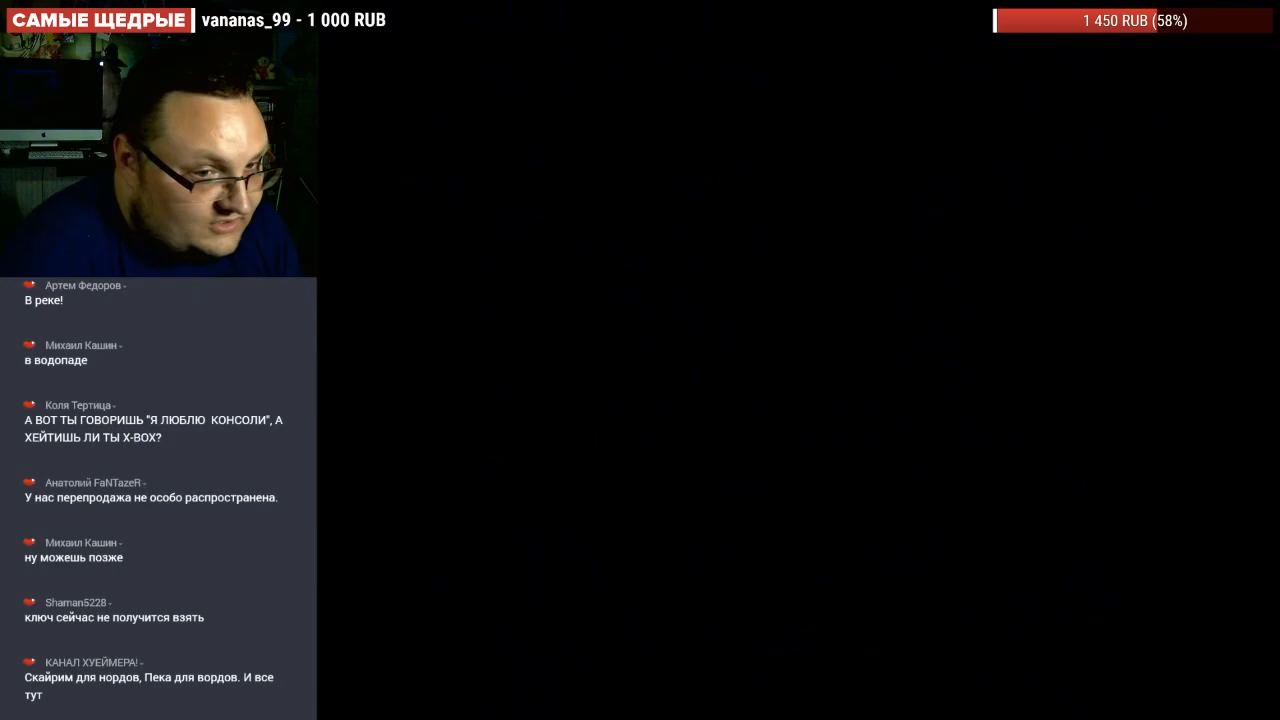 САМЫЕ ЩЕДРЫЕ vananas_99 - 1 000 RUB
1 450 RUB (58%)
Артем Федоров -
В реке!
Михаил Кашин -
в водопаде
Коля Тертица -
А ВОТ ТЫ ГОВОРИШЬ "Я ЛЮБЛЮ КОНСОЛИ", А
ХЕЙТИШЬ ЛИ ТЫ X-BOX?
Анатолий FaNTazeR -
У нас перепродажа не особо распространена.
Михаил Кашин -
ну можешь позже
Shaman5228 -
ключ сейчас не получится взять
КАНАЛ ХУЕЙМЕРА! -
Скайрим для нордов, Пека для вордов. И все
тут